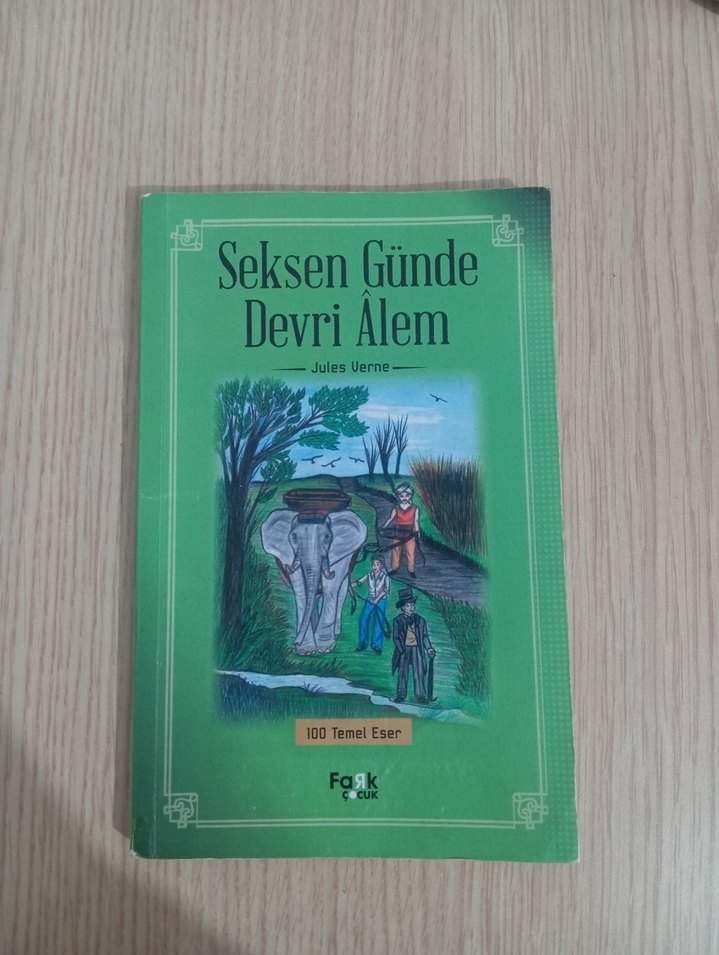 Seksen Günde
Devri Âlem
Jules Verne
100 Temel Eser
Fark
ÇOCUK